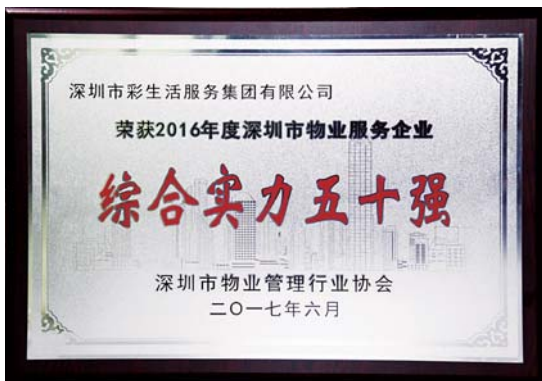 深圳市彩生活服务集团有限公司
荣获2016年度深圳市物业服务企业
综合实力五十强
深圳市物业管理行业协会
二〇一七年六月